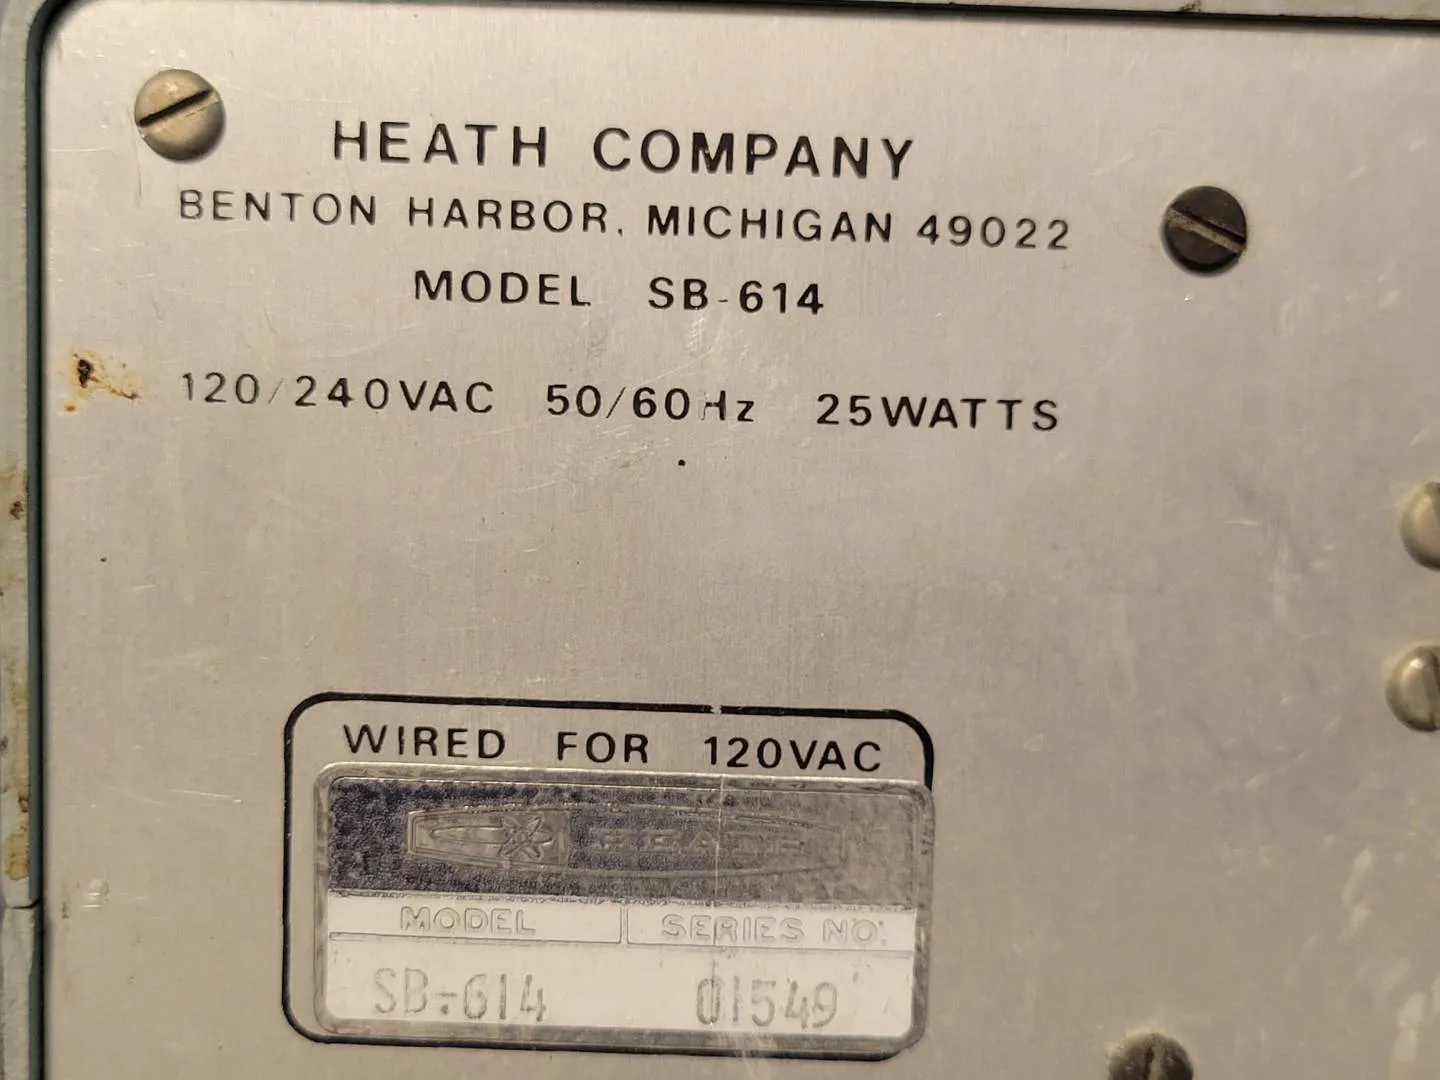 HEATH COMPANY
BENTON HARBOR, MICHIGAN 49022
MODEL SB-614
120/240VAC 50/60Hz 25WATTS
WIRED FOR 120VAC
HEATH
MODEL SERIES NO.
SB-614 01549